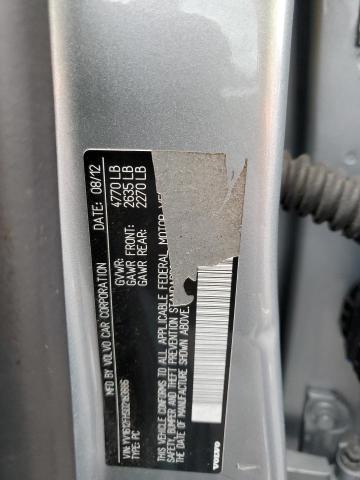 MFD BY VOLVO CAR CORPORATION DATE: 08/12
GVWR: 4770 LB
GAWR FRONT: 2635 LB
GAWR REAR: 2270 LB
THIS VEHICLE CONFORMS TO ALL APPLICABLE FEDERAL MOTOR
SAFETY, BUMPER AND THEFT PREVENTION
THE DATE OF MANUFACTURE SHOWN ABOVE.
TYPE: PC
VOLVO